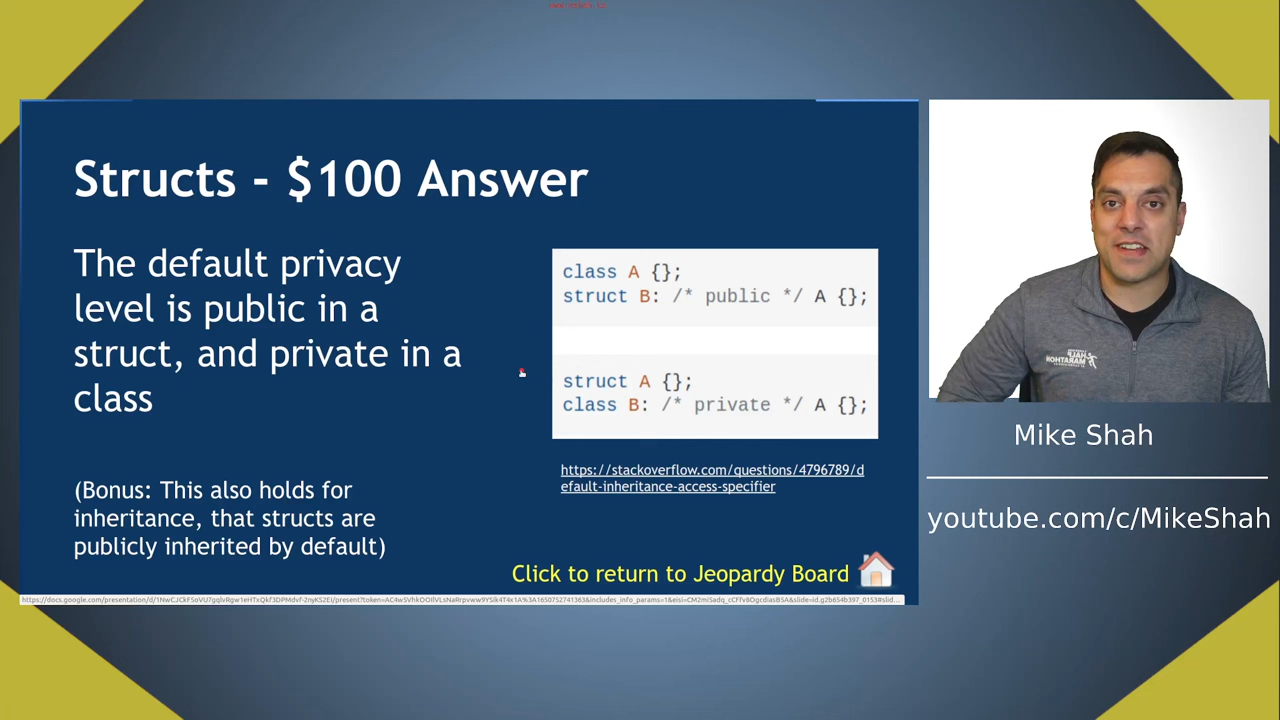 Structs - $100 Answer
The default privacy
level is public in a
struct, and private in a
class
(Bonus: This also holds for
inheritance, that structs are
publicly inherited by default)
class A {};
struct B: /* public */ A {};
struct A {};
class B: /* private */ A {};
https://stackoverflow.com/questions/4796789/d
efault-inheritance-access-specifier
Click to return to Jeopardy Board
HALF
MARATHON
Mike Shah
youtube.com/c/MikeShah